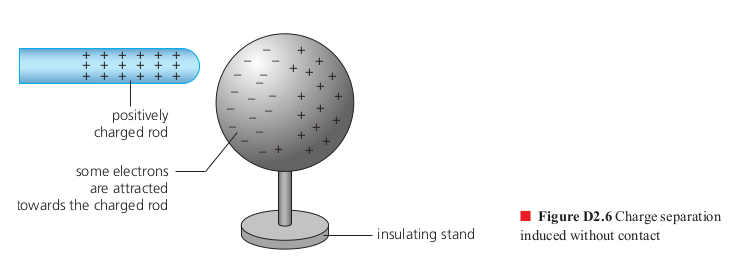 positively
charged rod
some electrons
are attracted
towards the charged rod
insulating stand
Figure D2.6 Charge separation
induced without contact